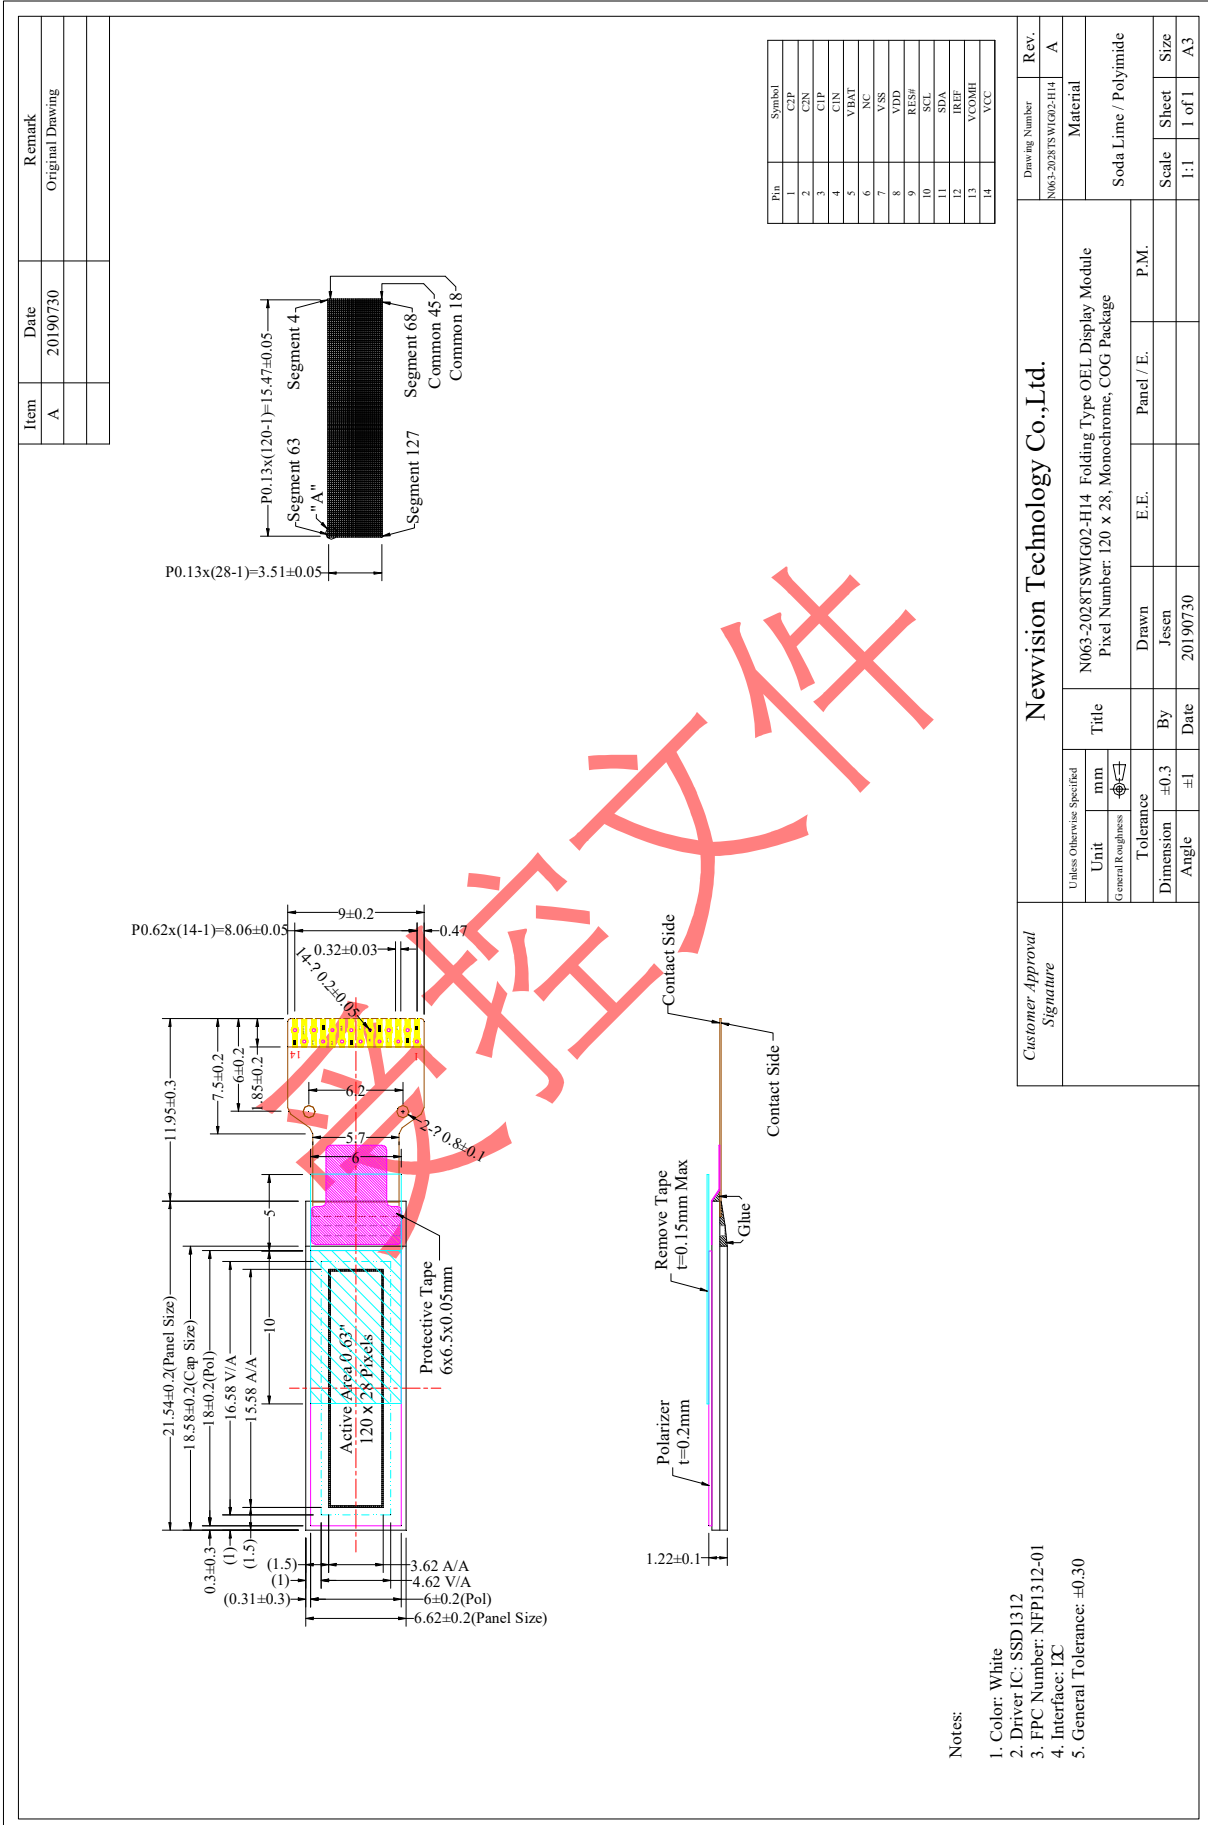 Item Date Remark
A 20190730 Original Drawing
P0.13x(120-1)=15.47±0.05
Segment 63
Segment 4
"A"
P0.13x(28-1)=3.51±0.05
Segment 127
Segment 68
Common 45
Common 18
Pin Symbol
1 C2P
2 C2N
3 C1P
4 C1N
5 VBAT
6 NC
7 VSS
8 VDD
9 RES#
10 SCL
11 SDA
12 IREF
13 VCOMH
14 VCC
21.54±0.2(Panel Size)
11.95±0.3
18.58±0.2(Cap Size)
7.5±0.2
18±0.2(Pol)
6±0.2
16.58 V/A
1.85±0.2
15.58 A/A
5
10
0.3±0.3
(1)
(1.5)
P0.62x(14-1)=8.06±0.05
9±0.2
0.47
0.32±0.03
14-? 0.2±0.05
14
1
6.2
5.7
6
2-? 0.8±0.1
Active Area 0.63"
120 x 28 Pixels
Protective Tape
6x6.5x0.05mm
(1.5)
(1)
(0.31±0.3)
3.62 A/A
4.62 V/A
6±0.2(Pol)
6.62±0.2(Panel Size)
受控文件
1.22±0.1
Polarizer
t=0.2mm
Remove Tape
t=0.15mm Max
Glue
Contact Side
Contact Side
Notes:
1. Color: White
2. Driver IC: SSD1312
3. FPC Number: NFP1312-01
4. Interface: I2C
5. General Tolerance: ±0.30
Customer Approval
Signature
Newvision Technology Co.,Ltd.
Drawing Number Rev.
N063-2028TSWIG02-H14 A
Unless Otherwise Specified
Unit mm
General Roughness
Tolerance
Dimension ±0.3
Angle ±1
Title
N063-2028TSWIG02-H14 Folding Type OEL Display Module
Pixel Number: 120 x 28, Monochrome, COG Package
Material
Soda Lime / Polyimide
Drawn E.E. Panel / E. P.M.
By Jesen
Date 20190730
Scale Sheet Size
1:1 1 of 1 A3